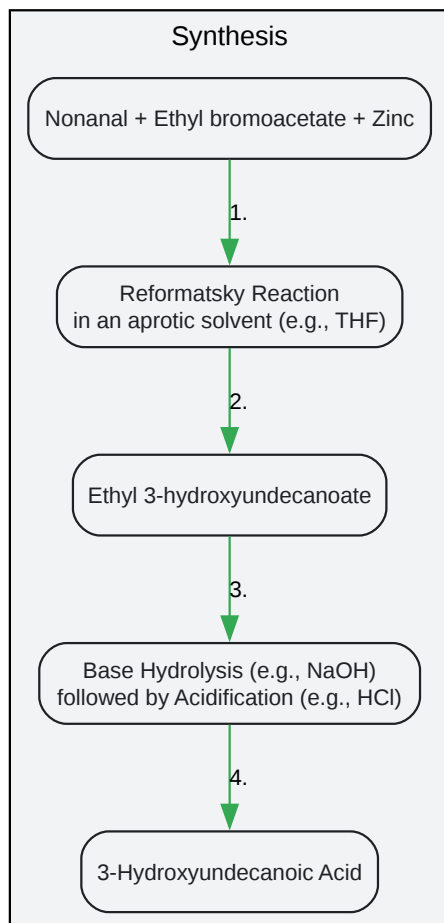 Synthesis
Nonanal + Ethyl bromoacetate + Zinc
1.
Reformatsky Reaction
in an aprotic solvent (e.g., THF)
2.
Ethyl 3-hydroxyundecanoate
3.
Base Hydrolysis (e.g., NaOH)
followed by Acidification (e.g., HCl)
4.
3-Hydroxyundecanoic Acid